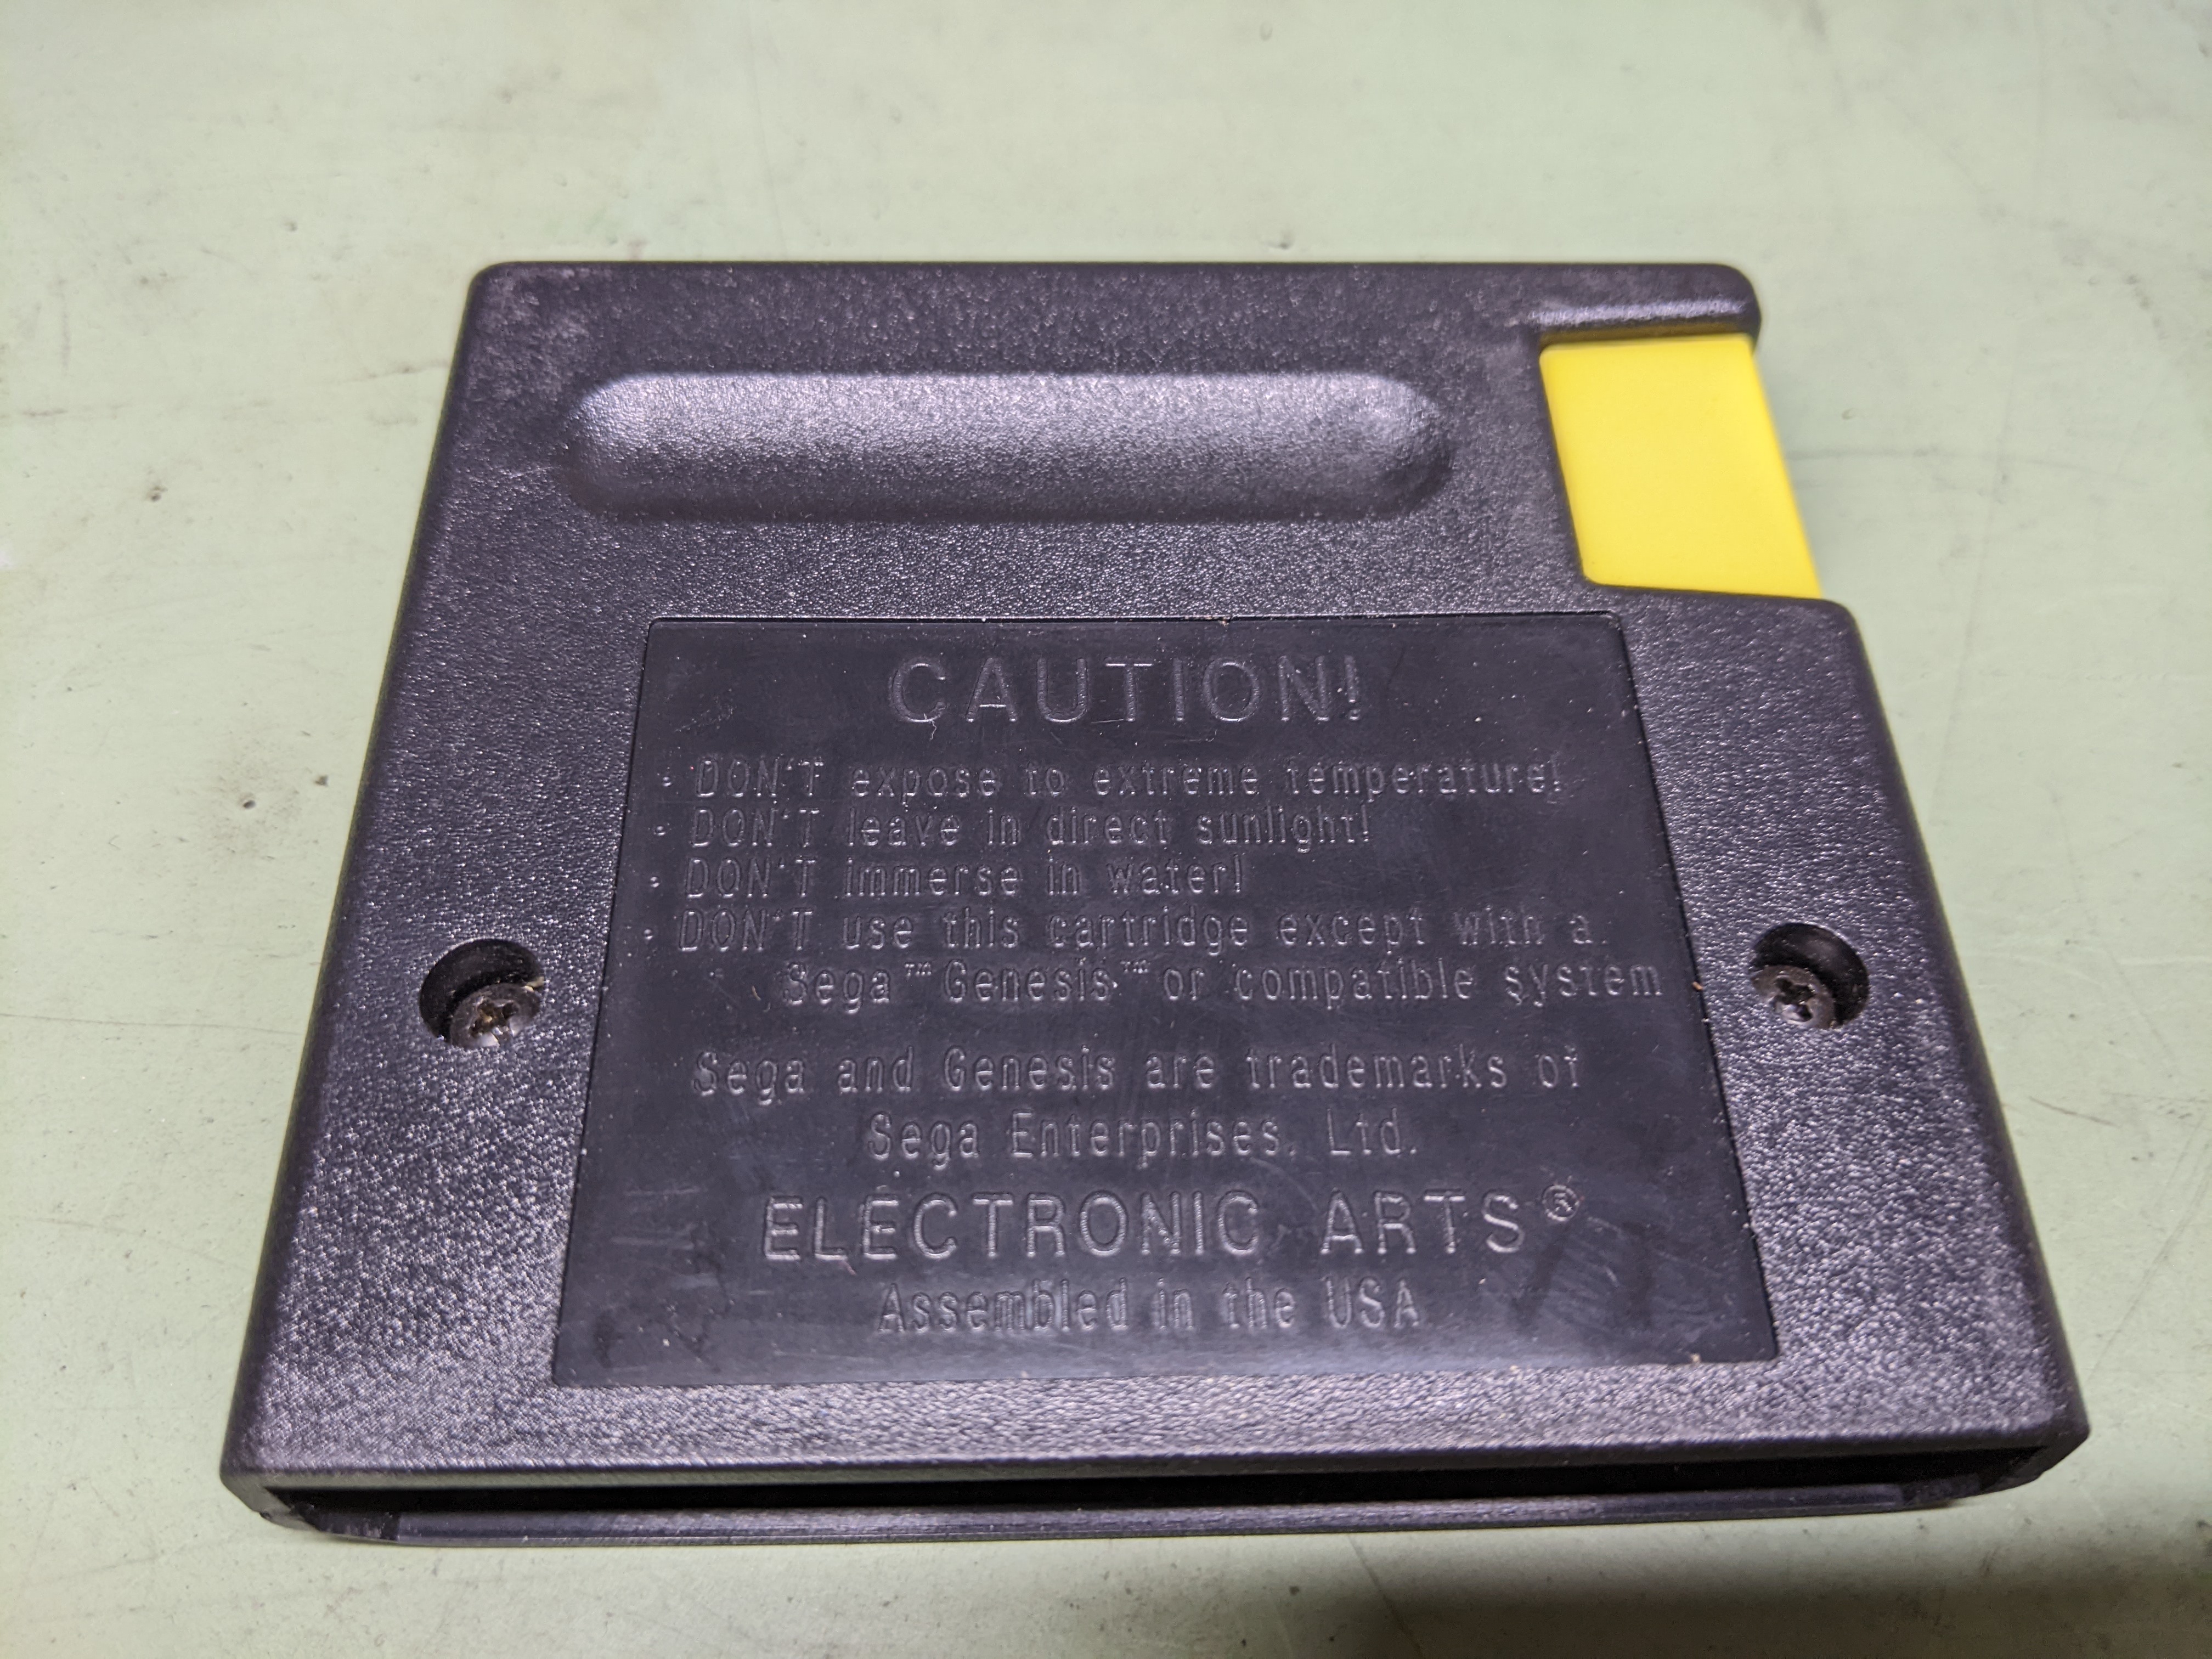 CAUTION!
• DON'T expose to extreme temperature!
• DON'T leave in direct sunlight!
• DON'T immerse in water!
• DON'T use this cartridge except with a
Sega™ Genesis™ or compatible system
Sega and Genesis are trademarks of
Sega Enterprises, Ltd.
ELECTRONIC ARTS®
Assembled in the USA